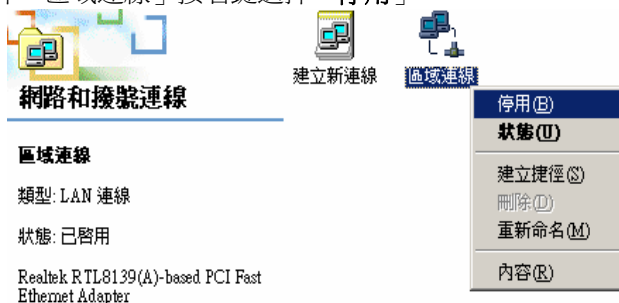 「區域連線」按右鍵選擇「停用」
建立新連線
區域連線
網路和撥號連線
停用(B)
狀態(U)
建立捷徑(S)
刪除(D)
重新命名(M)
內容(R)
區域連線
類型: LAN 連線
狀態: 已啓用
Realtek RTL8139(A)-based PCI Fast
Ethernet Adapter